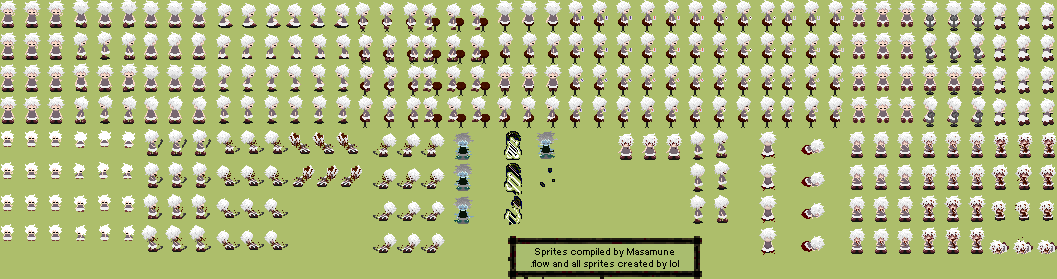 Sprites compiled by Masamune
.flow and all sprites created by lol